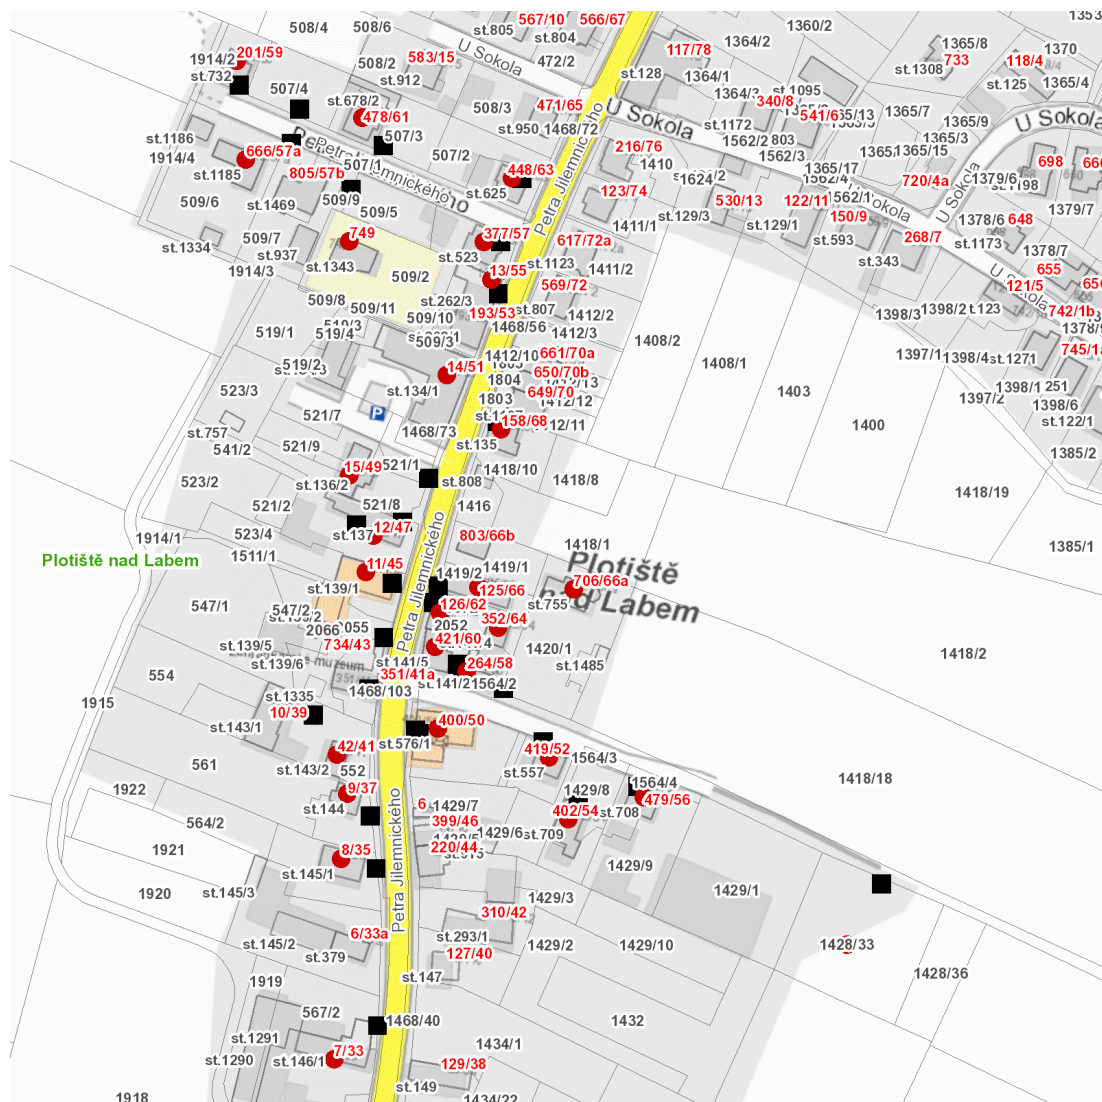 567/10
566/67
508/4
508/6
st.805
st.804
1360/2
1353
U Sokola
472/2
117/78
1364/2
1365/8
733
1370
118/4
201/59
1914/2
st.732
508/2
583/15
st.912
st.128
1364/1
st.1308
st.125
1365/4
507/4
st.678/2
478/61
508/3
471/65
st.950
1468/72
U Sokola
340/8
st.1095
541/6
1365/7
1365/9
U Sokola
st.1186
507/3
507/2
st.1172
803
1365/3
1365/15
1914/4
666/57a
st.1185
507/1
805/57b
448/63
st.625
216/76
1410
1562/2
1562/3
1365/17
1562/4
720/4a
698
1379/6
st.1198
509/6
st.1469
509/9
509/5
Petra Jilemnického
123/74
1624
530/13
st.129/3
122/11
150/9
1379/7
1378/6
648
st.1334
509/7
st.937
749
377/57
st.523
617/72a
1411/1
st.129/1
st.593
268/7
st.343
st.1173
1378/7
1914/3
st.1343
509/2
13/55
st.1123
1411/2
569/72
U Sokola
655
121/5
509/8
509/11
509/10
st.262/3
193/53
st.807
1412/2
1398/3
1398/2
742/1b
519/1
519/4
509/3
1468/56
1412/3
1408/2
519/2
1412/10
661/70a
1408/1
1397/1
1398/4
st.1271
523/3
14/51
1804
650/70b
st.134/1
1803
649/70
1412/12
1403
1398/1
251
1397/2
1398/6
st.122/1
521/7
P
158/68
1400
st.757
1468/73
st.135
541/2
521/9
1385/2
15/49
521/1
1418/10
523/2
st.136/2
st.808
1418/8
1418/19
521/2
521/8
1416
523/4
st.137
12/47
Petra Jilemnického
803/66b
1914/1
1418/1
1385/1
Plotiště nad Labem
1511/1
11/45
1419/2
1419/1
Plotiště
nad Labem
st.139/1
125/66
706/66a
547/1
547/2
126/62
st.755
2066
2052
352/64
st.139/5
734/43
421/60
1420/1
1418/2
st.139/6
st.141/5
264/58
st.1485
554
351/41a
st.141/2
1564/2
1468/103
1915
st.1335
10/39
st.143/1
400/50
st.576/1
419/52
42/41
st.143/2
st.557
1564/3
561
552
1564/4
1418/18
1922
9/37
st.144
1429/8
479/56
6
1429/7
402/54
st.708
564/2
399/46
1429/6
st.709
1921
8/35
220/44
st.145/1
1429/9
1429/1
1920
st.145/3
Petra Jilemnického
1429/3
310/42
6/33a
st.293/1
st.145/2
st.379
1429/2
1429/10
1428/33
127/40
1919
st.147
1428/36
567/2
1468/40
1432
st.1291
st.1290
st.146/1
7/33
1434/1
129/38
st.149
1918
1434/22